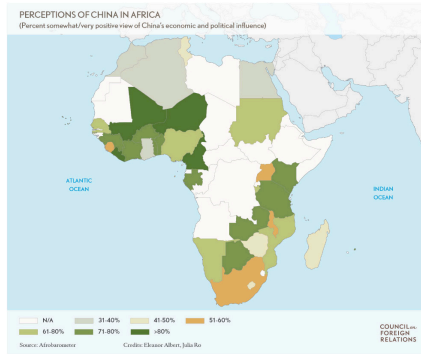 PERCEPTIONS OF CHINA IN AFRICA
(Percent somewhat/very positive view of China's economic and political influence)
ATLANTIC
OCEAN
INDIAN
OCEAN
N/A 31-40% 41-50% 51-60%
61-80% 71-80% >80%
Source: Afrobarometer Credits: Eleanor Albert, Julia Ro
COUNCIL on
FOREIGN
RELATIONS